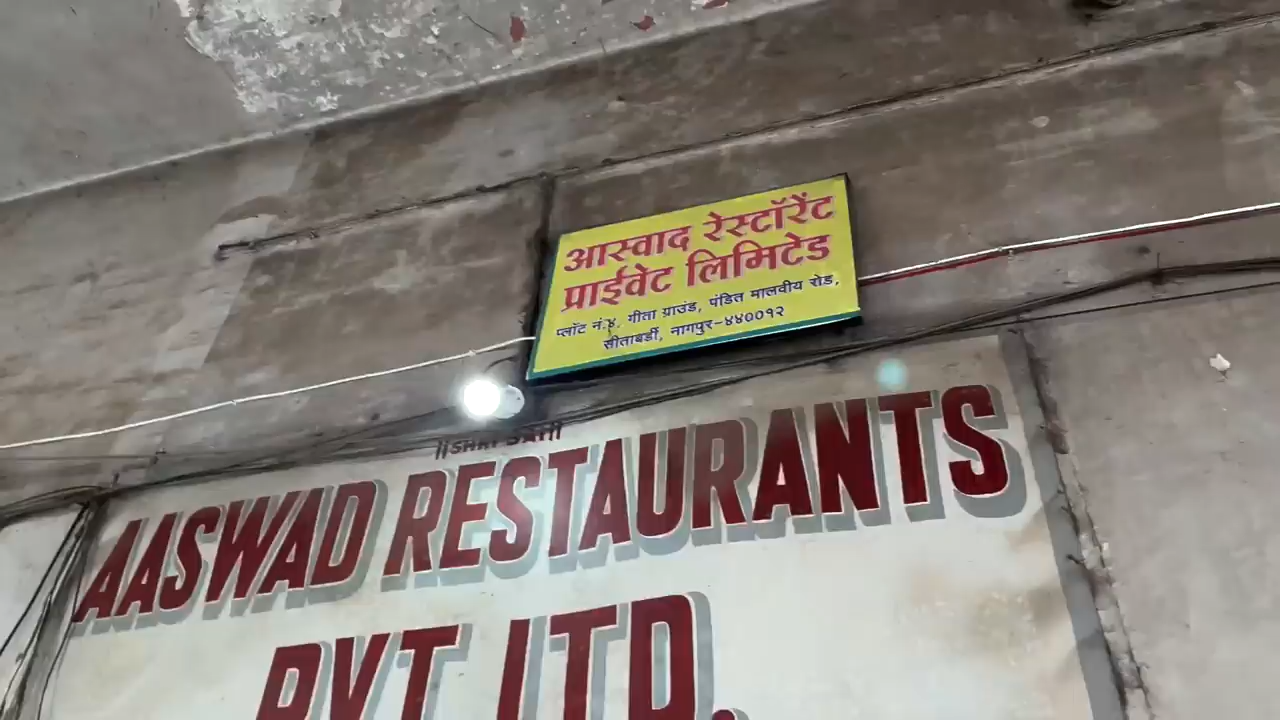 आस्वाद रेस्टॉरेंट
प्राईवेट लिमिटेड
प्लॉट नं.४, गीता ग्राउंड, पंडित मालवीय रोड,
सीताबर्डी, नागपुर-४४००१२
AASWAD RESTAURANTS
PVT. LTD.